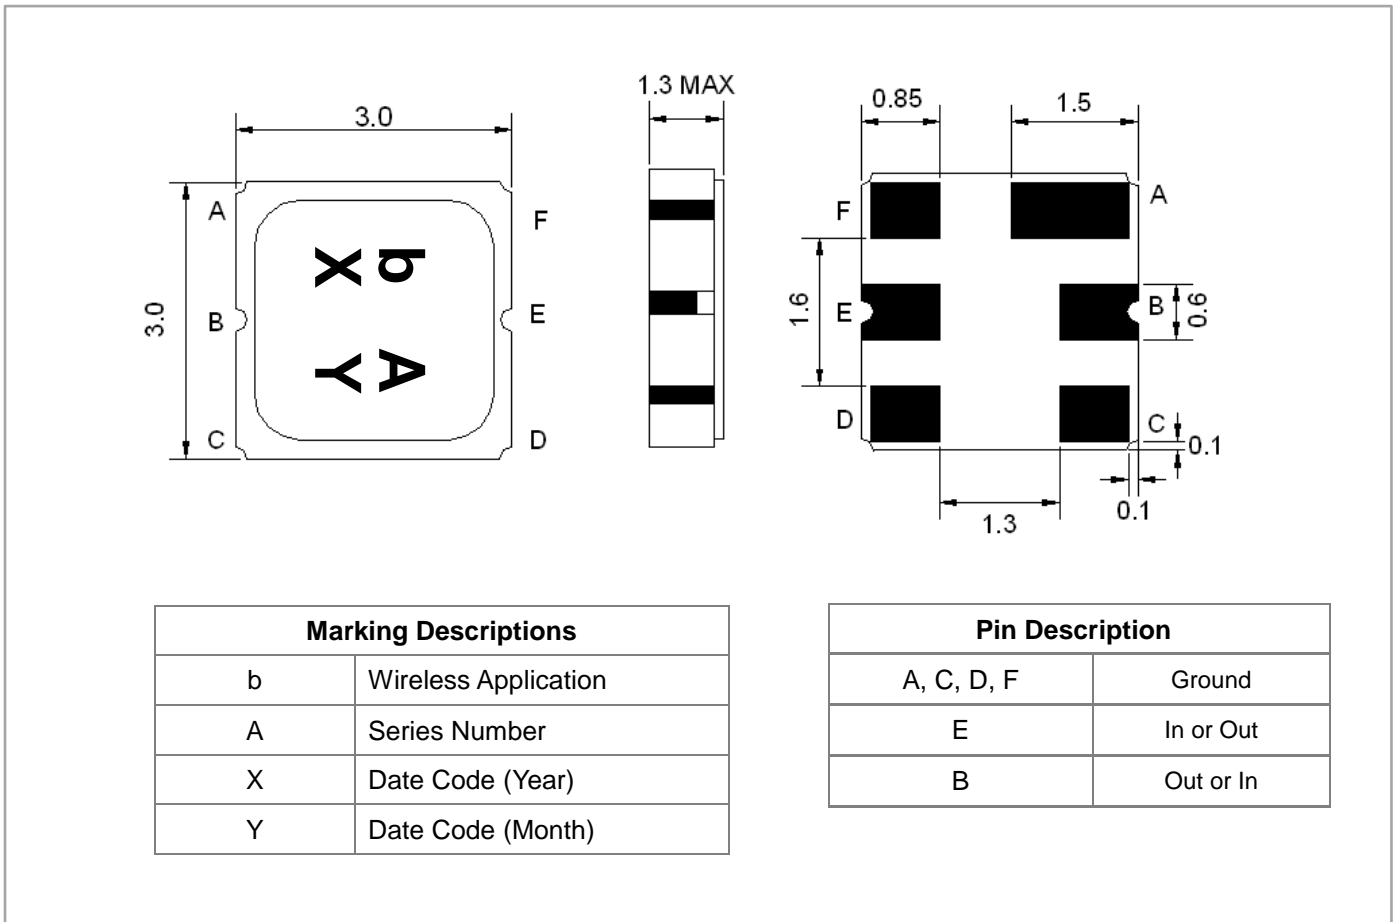 1.3 MAX
3.0
0.85
1.5
A
F
b
X
3.0
B
E
A
Y
C
D
F
A
1.6
E
B
0.6
D
C
0.1
0.1
1.3
Marking Descriptions
b Wireless Application
A Series Number
X Date Code (Year)
Y Date Code (Month)
Pin Description
A, C, D, F Ground
E In or Out
B Out or In